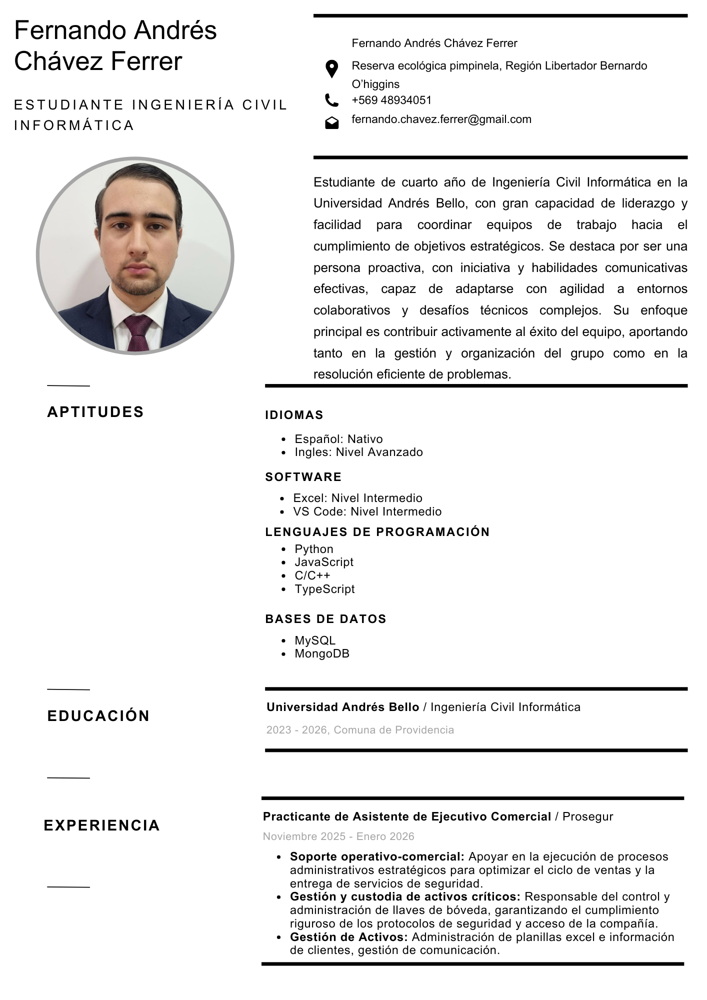 Fernando Andrés
Chávez Ferrer
ESTUDIANTE INGENIERÍA CIVIL
INFORMÁTICA
Fernando Andrés Chávez Ferrer
Reserva ecológica pimpinela, Región Libertador Bernardo
O’higgins
+569 48934051
fernando.chavez.ferrer@gmail.com
Estudiante de cuarto año de Ingeniería Civil Informática en la
Universidad Andrés Bello, con gran capacidad de liderazgo y
facilidad para coordinar equipos de trabajo hacia el
cumplimiento de objetivos estratégicos. Se destaca por ser una
persona proactiva, con iniciativa y habilidades comunicativas
efectivas, capaz de adaptarse con agilidad a entornos
colaborativos y desafíos técnicos complejos. Su enfoque
principal es contribuir activamente al éxito del equipo, aportando
tanto en la gestión y organización del grupo como en la
resolución eficiente de problemas.
APTITUDES
IDIOMAS
• Español: Nativo
• Ingles: Nivel Avanzado
SOFTWARE
• Excel: Nivel Intermedio
• VS Code: Nivel Intermedio
LENGUAJES DE PROGRAMACIÓN
• Python
• JavaScript
• C/C++
• TypeScript
BASES DE DATOS
• MySQL
• MongoDB
EDUCACIÓN
Universidad Andrés Bello / Ingeniería Civil Informática
2023 - 2026, Comuna de Providencia
EXPERIENCIA
Practicante de Asistente de Ejecutivo Comercial / Prosegur
Noviembre 2025 - Enero 2026
• Soporte operativo-comercial: Apoyar en la ejecución de procesos
administrativos estratégicos para optimizar el ciclo de ventas y la
entrega de servicios de seguridad.
• Gestión y custodia de activos críticos: Responsable del control y
administración de llaves de bóveda, garantizando el cumplimiento
riguroso de los protocolos de seguridad y acceso de la compañía.
• Gestión de Activos: Administración de planillas excel e información
de clientes, gestión de comunicación.